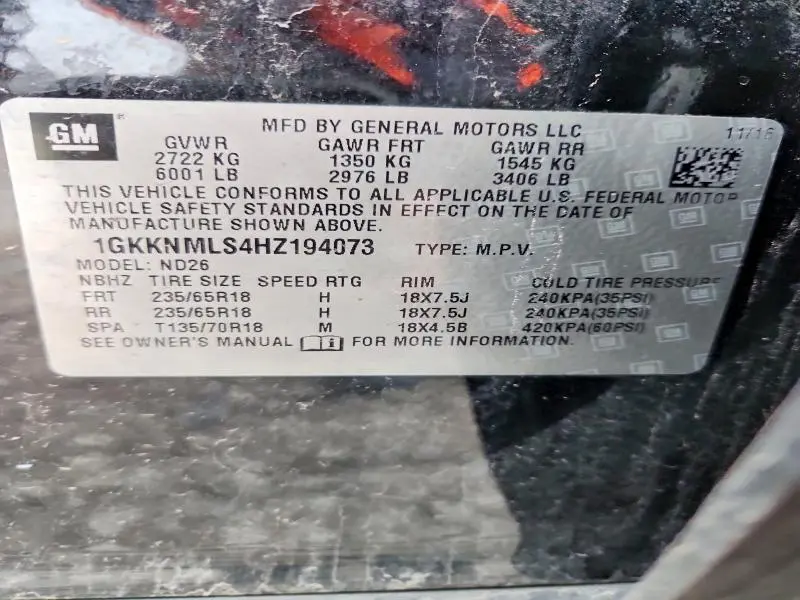 GM
MFD BY GENERAL MOTORS LLC 11/16
GVWR GAWR FRT GAWR RR
2722 KG 1350 KG 1545 KG
6001 LB 2976 LB 3406 LB
THIS VEHICLE CONFORMS TO ALL APPLICABLE U.S. FEDERAL MOTOR
VEHICLE SAFETY STANDARDS IN EFFECT ON THE DATE OF
MANUFACTURE SHOWN ABOVE.
1GKKNMLS4HZ194073 TYPE: M.P.V.
MODEL: ND26
NBHZ TIRE SIZE SPEED RTG RIM COLD TIRE PRESSURE
FRT 235/65R18 H 18X7.5J 240KPA(35PSI)
RR 235/65R18 H 18X7.5J 240KPA(35PSI)
SPA T135/70R18 M 18X4.5B 420KPA(60PSI)
SEE OWNER'S MANUAL FOR MORE INFORMATION.